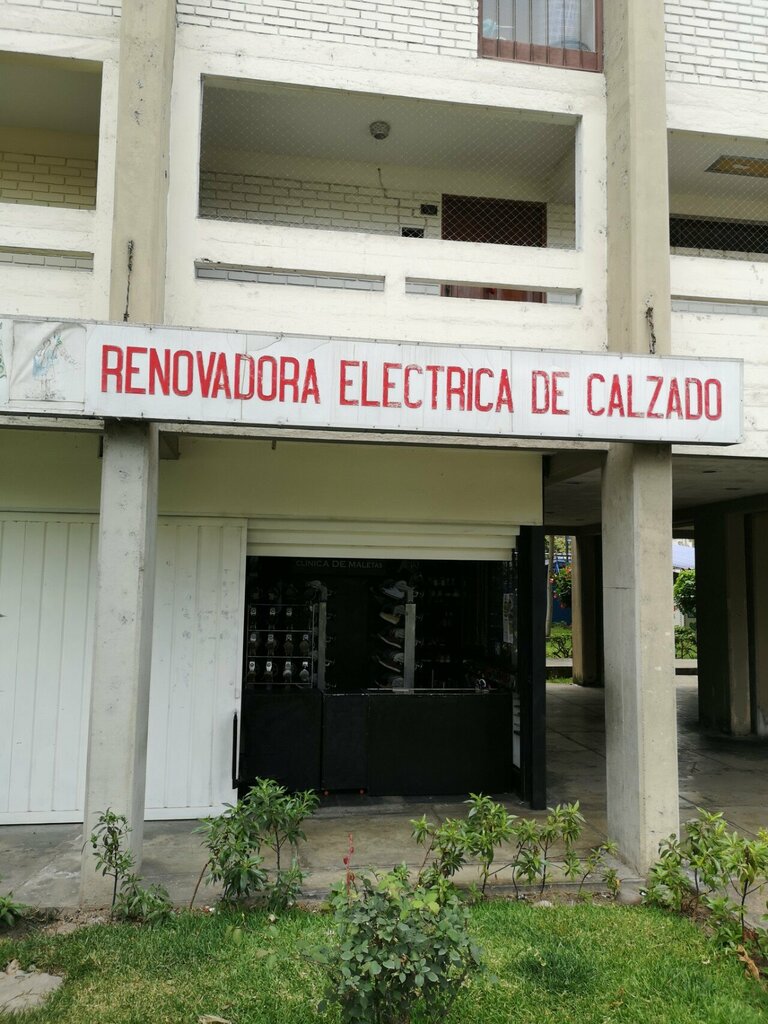 RENOVADORA ELECTRICA DE CALZADO
CLINICA DE MALETAS